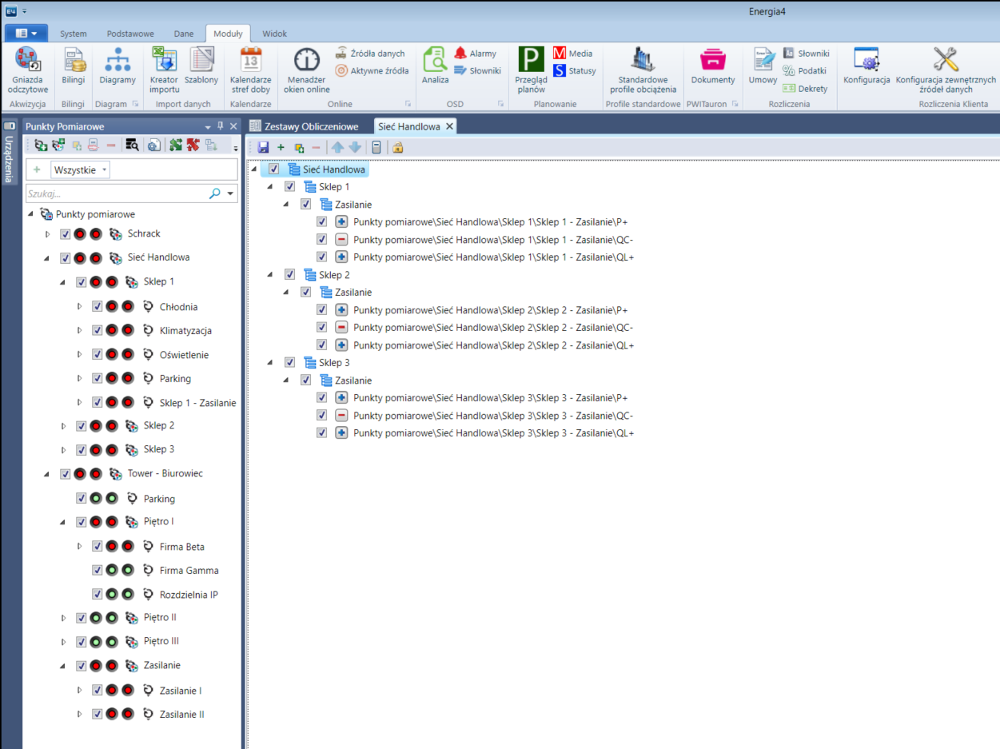 E4
Energia4
System Podstawowe Dane Moduły Widok
Gniazda odczytowe
Akwizycja
Bilingi
Bilingi
Diagramy
Diagram
Kreator importu
Szablony
Import danych
13
Kalendarze stref doby
Kalendarze
Menadżer okien online
Źródła danych
Aktywne źródła
Online
Analiza
Alarmy
Słowniki
OSD
P
Przegląd planów
M Media
S Statusy
Planowanie
Standardowe profile obciążenia
Profile standardowe
Dokumenty
PWITauron
Umowy
Słowniki
Podatki
Dekrety
Rozliczenia
Konfiguracja
Konfiguracja zewnętrznych źródeł danych
Rozliczenia Klienta
Urządzenia
Punkty Pomiarowe
Wszystkie
Szukaj...
Punkty pomiarowe
Schrack
Sieć Handlowa
Sklep 1
Chłodnia
Klimatyzacja
Oświetlenie
Parking
Sklep 1 - Zasilanie
Sklep 2
Sklep 3
Tower - Biurowiec
Parking
Piętro I
Firma Beta
Firma Gamma
Rozdzielnia IP
Piętro II
Piętro III
Zasilanie
Zasilanie I
Zasilanie II
Zestawy Obliczeniowe
Sieć Handlowa
Sieć Handlowa
Sklep 1
Zasilanie
Punkty pomiarowe\Sieć Handlowa\Sklep 1\Sklep 1 - Zasilanie\P+
Punkty pomiarowe\Sieć Handlowa\Sklep 1\Sklep 1 - Zasilanie\QC-
Punkty pomiarowe\Sieć Handlowa\Sklep 1\Sklep 1 - Zasilanie\QL+
Sklep 2
Zasilanie
Punkty pomiarowe\Sieć Handlowa\Sklep 2\Sklep 2 - Zasilanie\P+
Punkty pomiarowe\Sieć Handlowa\Sklep 2\Sklep 2 - Zasilanie\QC-
Punkty pomiarowe\Sieć Handlowa\Sklep 2\Sklep 2 - Zasilanie\QL+
Sklep 3
Zasilanie
Punkty pomiarowe\Sieć Handlowa\Sklep 3\Sklep 3 - Zasilanie\P+
Punkty pomiarowe\Sieć Handlowa\Sklep 3\Sklep 3 - Zasilanie\QC-
Punkty pomiarowe\Sieć Handlowa\Sklep 3\Sklep 3 - Zasilanie\QL+